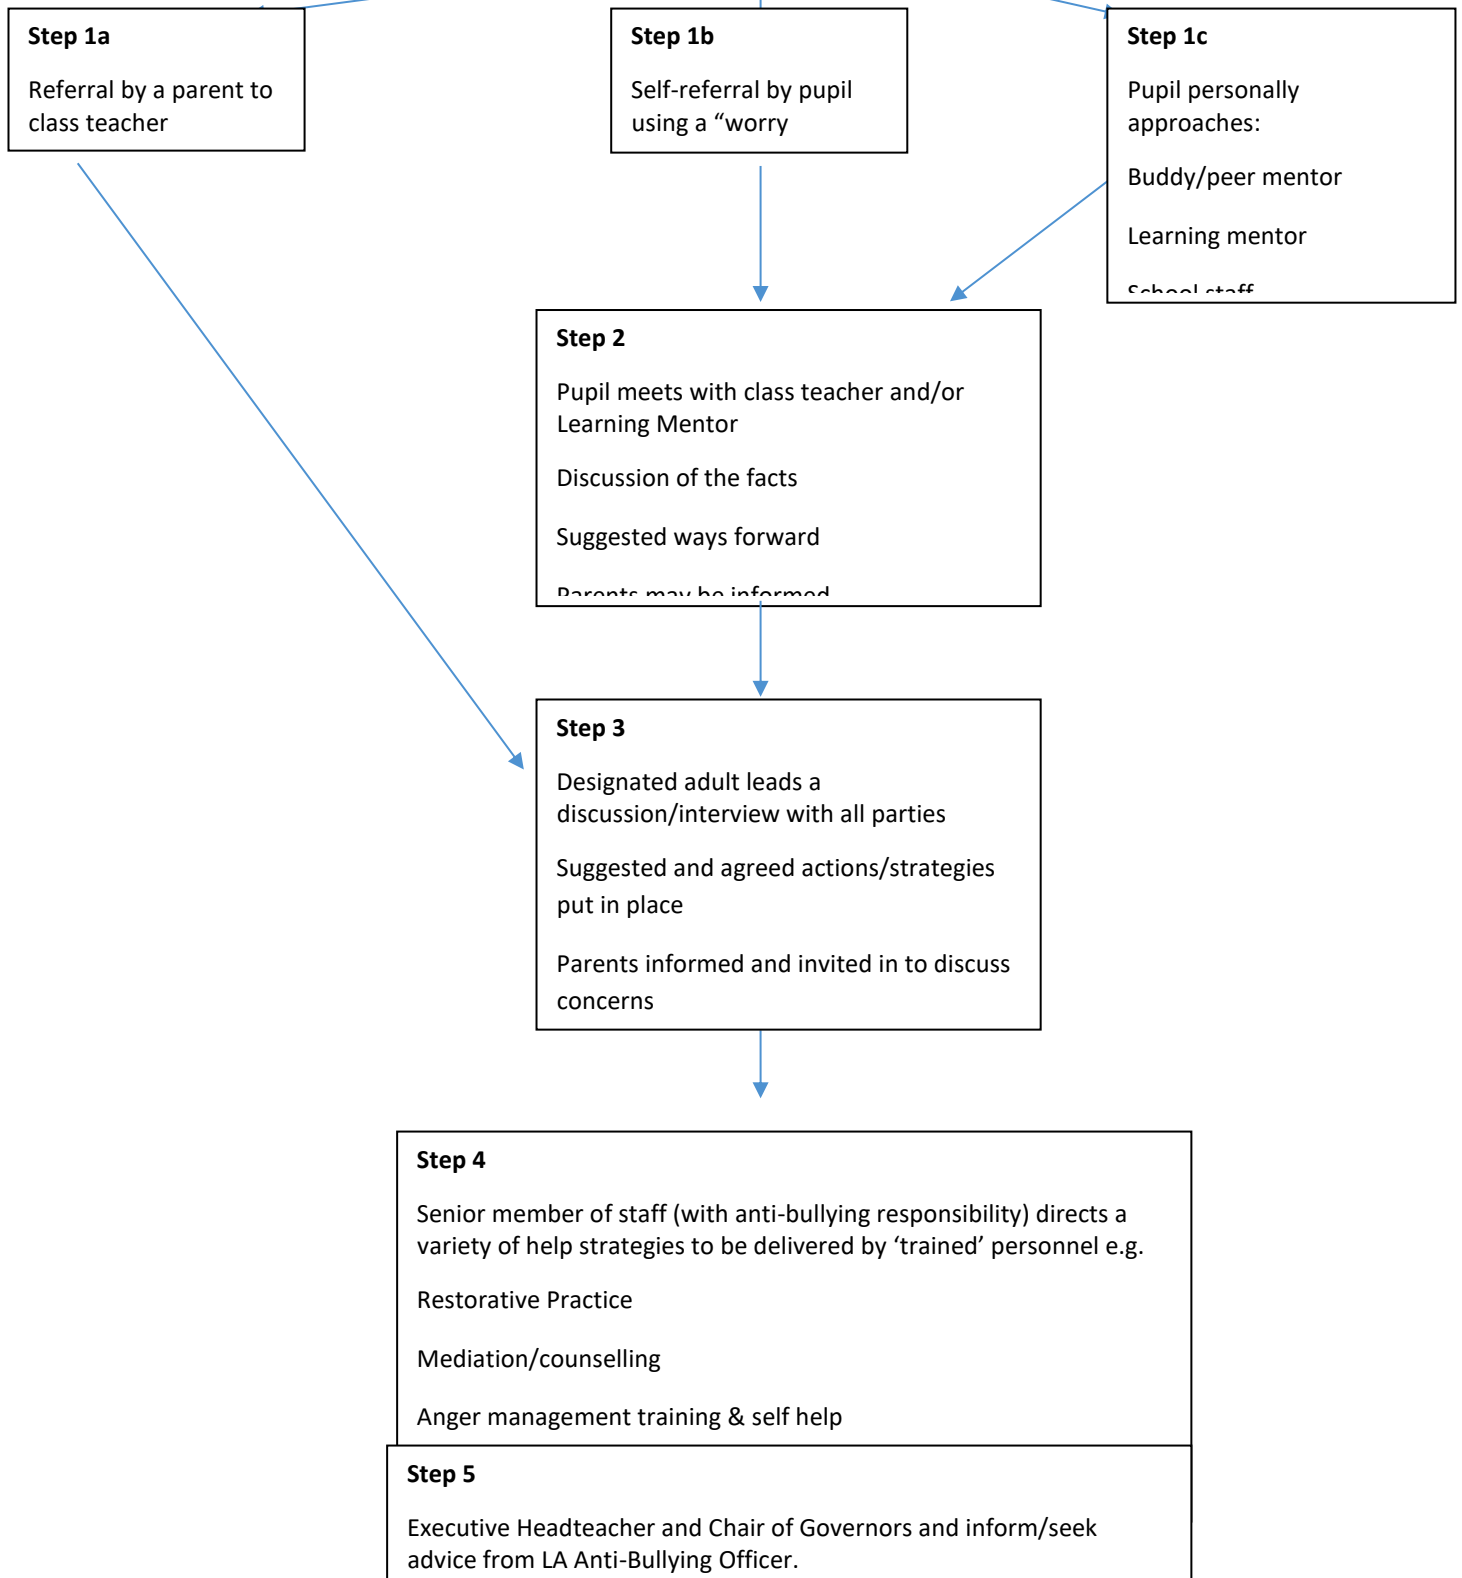 Step 1a
Referral by a parent to
class teacher
Step 1b
Self-referral by pupil
using a “worry
Step 1c
Pupil personally
approaches:
Buddy/peer mentor
Learning mentor
School staff
Step 2
Pupil meets with class teacher and/or
Learning Mentor
Discussion of the facts
Suggested ways forward
Parents may be informed
Step 3
Designated adult leads a
discussion/interview with all parties
Suggested and agreed actions/strategies
put in place
Parents informed and invited in to discuss
concerns
Step 4
Senior member of staff (with anti-bullying responsibility) directs a
variety of help strategies to be delivered by ‘trained’ personnel e.g.
Restorative Practice
Mediation/counselling
Anger management training & self help
Step 5
Executive Headteacher and Chair of Governors and inform/seek
advice from LA Anti-Bullying Officer.